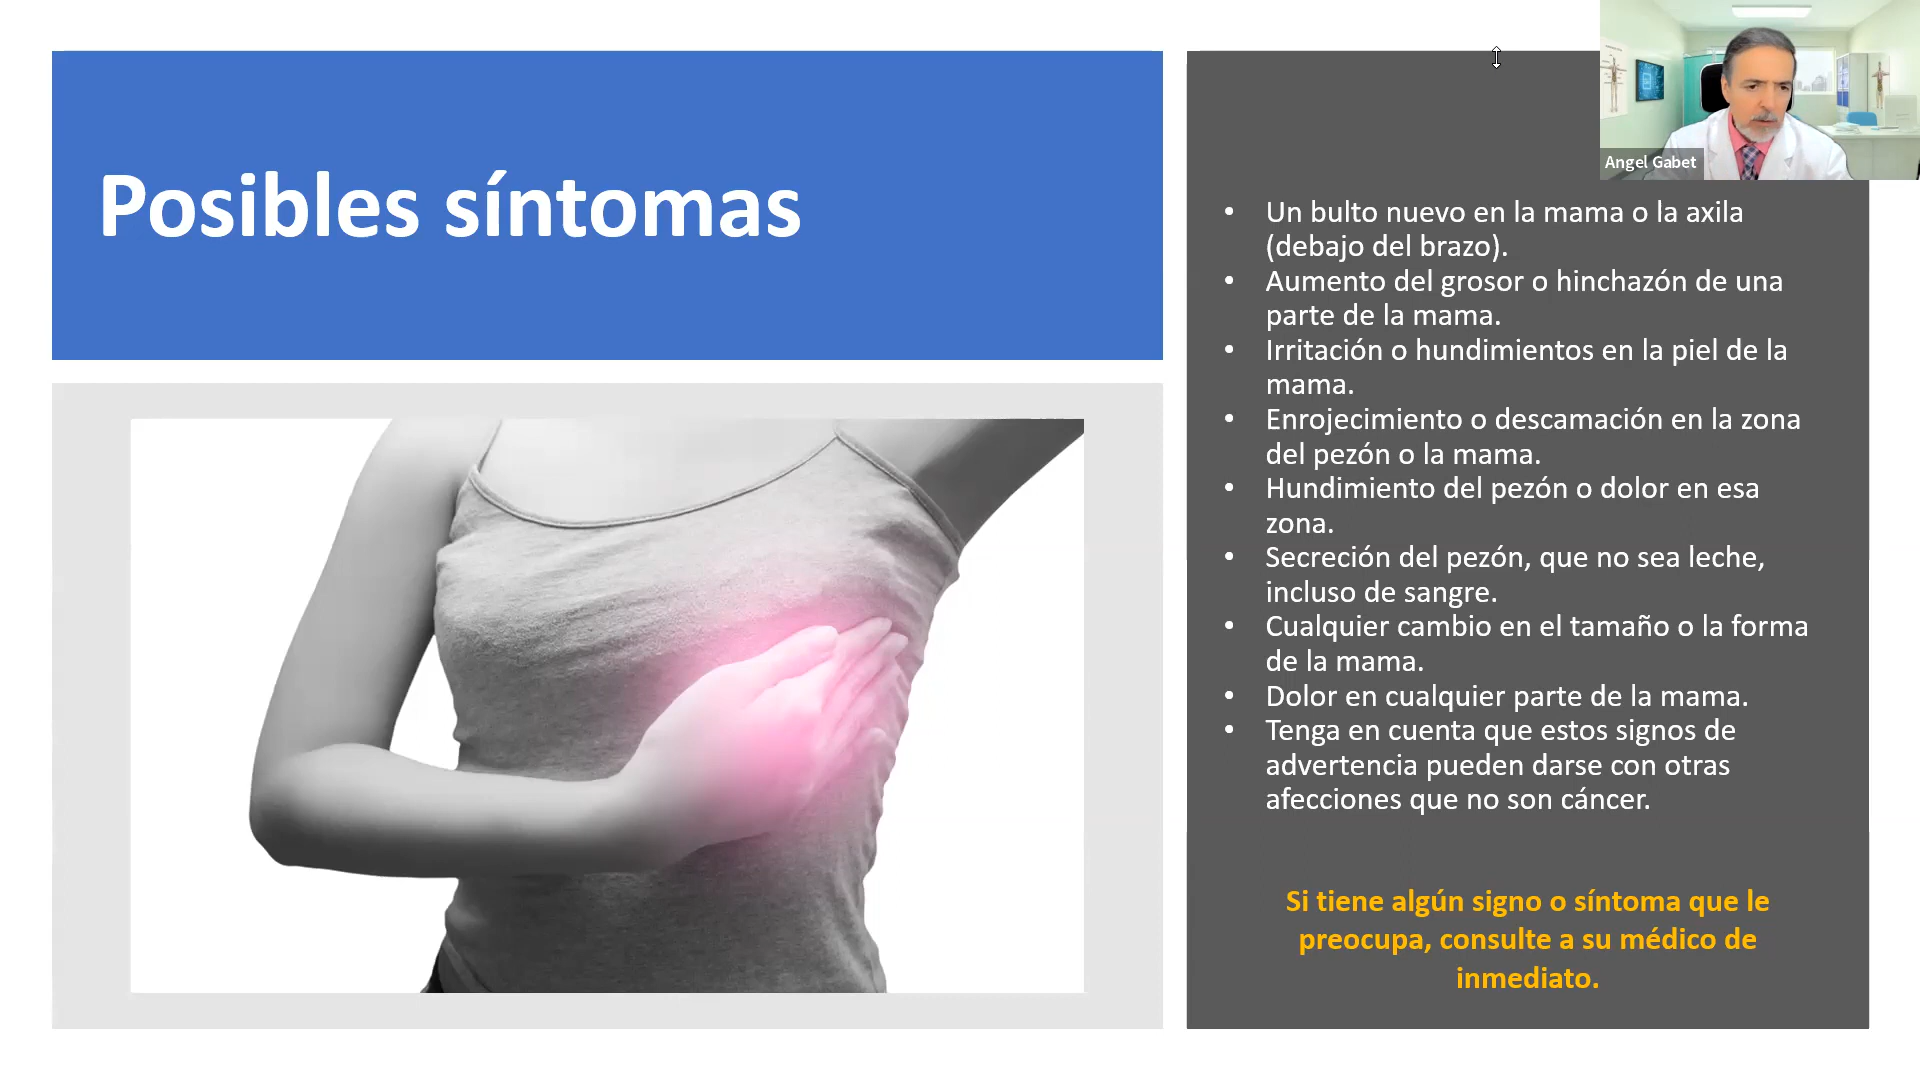 Posibles síntomas
Angel Gabet
• Un bulto nuevo en la mama o la axila
(debajo del brazo).
• Aumento del grosor o hinchazón de una
parte de la mama.
• Irritación o hundimientos en la piel de la
mama.
• Enrojecimiento o descamación en la zona
del pezón o la mama.
• Hundimiento del pezón o dolor en esa
zona.
• Secreción del pezón, que no sea leche,
incluso de sangre.
• Cualquier cambio en el tamaño o la forma
de la mama.
• Dolor en cualquier parte de la mama.
• Tenga en cuenta que estos signos de
advertencia pueden darse con otras
afecciones que no son cáncer.
Si tiene algún signo o síntoma que le
preocupa, consulte a su médico de
inmediato.